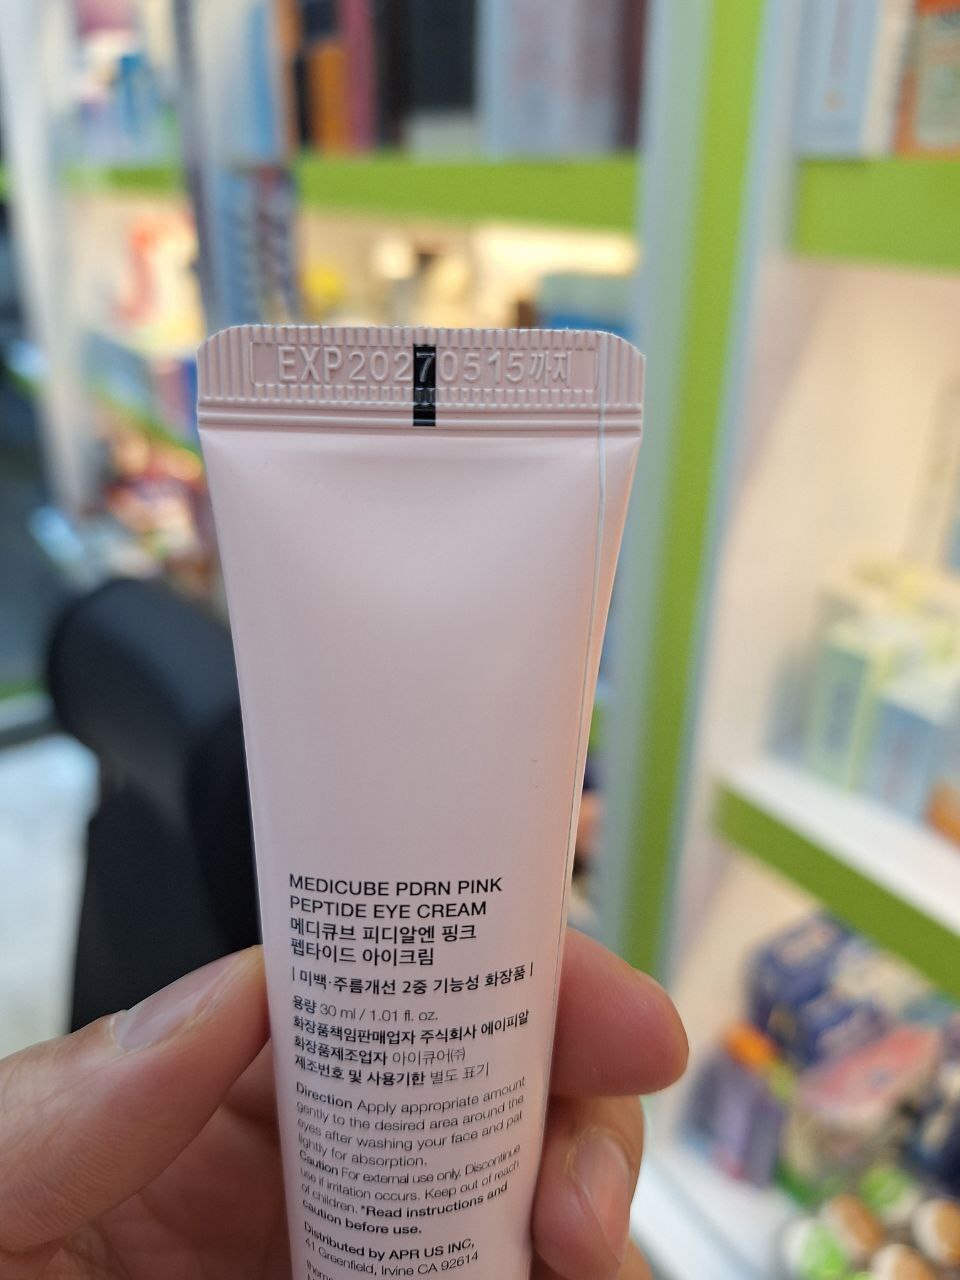 EXP20270515까지
MEDICUBE PDRN PINK
PEPTIDE EYE CREAM
메디큐브 피디알엔 핑크
펩타이드 아이크림
| 미백·주름개선 2중 기능성 화장품 |
용량 30 ml / 1.01 fl. oz.
화장품책임판매업자 주식회사 에이피알
화장품제조업자 아이큐어㈜
제조번호 및 사용기한 별도 표기
Direction Apply appropriate amount
gently to the desired area around the
eyes after washing your face and pat
lightly for absorption.
Caution For external use only. Discontinue
use if irritation occurs. Keep out of reach
of children. *Read instructions and
caution before use.
Distributed by APR US INC,
41 Greenfield, Irvine CA 92614